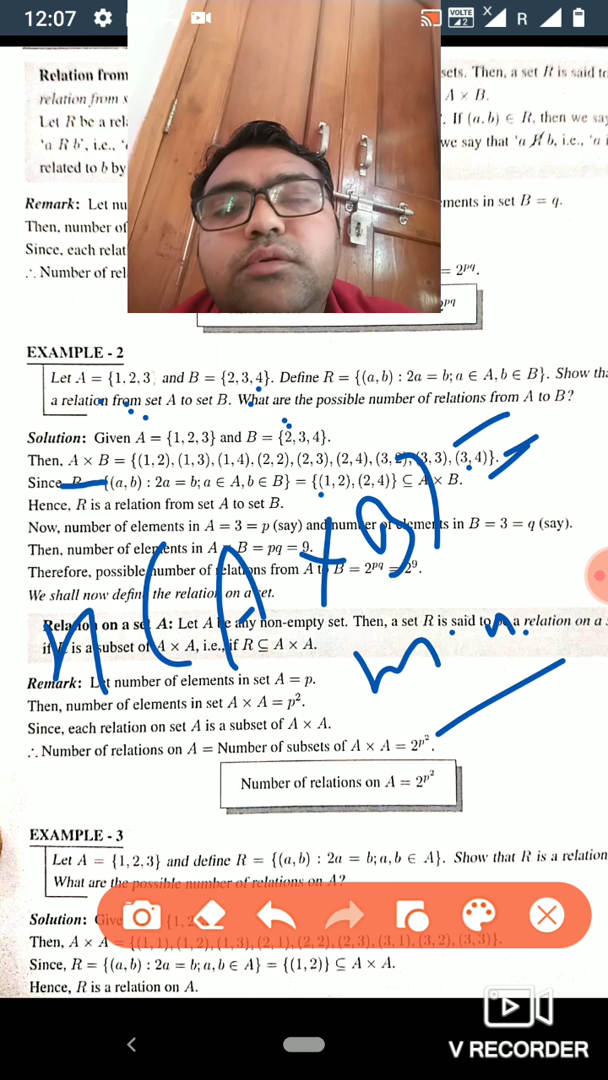 12:07 VOLTE 2 X R
Relation from sets. Then, a set R is said to
relation from s A × B.
Let R be a rel . If (a, b) ∈ R, then we say
'a R b', i.e., we say that 'a R̸ b, i.e., 'a i
related to b by
Remark: Let nu ments in set B = q.
Then, number of
Since, each relat
∴ Number of rel = 2^{pq}.
2^{pq}
EXAMPLE - 2
Let A = {1, 2, 3} and B = {2, 3, 4}. Define R = {(a, b) : 2a = b; a ∈ A, b ∈ B}. Show tha
a relation from set A to set B. What are the possible number of relations from A to B?
Solution: Given A = {1, 2, 3} and B = {2, 3, 4}.
Then, A × B = {(1, 2), (1, 3), (1, 4), (2, 2), (2, 3), (2, 4), (3, 2), (3, 3), (3, 4)}.
Since R = {(a, b) : 2a = b; a ∈ A, b ∈ B} = {(1, 2), (2, 4)} ⊆ A × B.
Hence, R is a relation from set A to set B.
Now, number of elements in A = 3 = p (say) and number of elements in B = 3 = q (say).
Then, number of elements in A × B = pq = 9.
Therefore, possible number of relations from A to B = 2^{pq} = 2^9.
We shall now define the relation on a set.
n(A×B) =
m.n.
Relation on a set A: Let A be any non-empty set. Then, a set R is said to be a relation on a
if R is a subset of A × A, i.e., if R ⊆ A × A.
Remark: Let number of elements in set A = p.
Then, number of elements in set A × A = p².
Since, each relation on set A is a subset of A × A.
∴ Number of relations on A = Number of subsets of A × A = 2^{p²}.
Number of relations on A = 2^{p²}
EXAMPLE - 3
Let A = {1, 2, 3} and define R = {(a, b) : 2a = b; a, b ∈ A}. Show that R is a relation
What are the possible number of relations on A?
Solution: Give {1, 2
Then, A × A = {(1, 1), (1, 2), (1, 3), (2, 1), (2, 2), (2, 3), (3, 1), (3, 2), (3, 3)}.
Since, R = {(a, b) : 2a = b; a, b ∈ A} = {(1, 2)} ⊆ A × A.
Hence, R is a relation on A.
V RECORDER